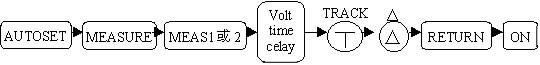 AUTOSET
MEASURE
MEAS1或 2
Volt
time
celay
TRACK
RETURN
ON